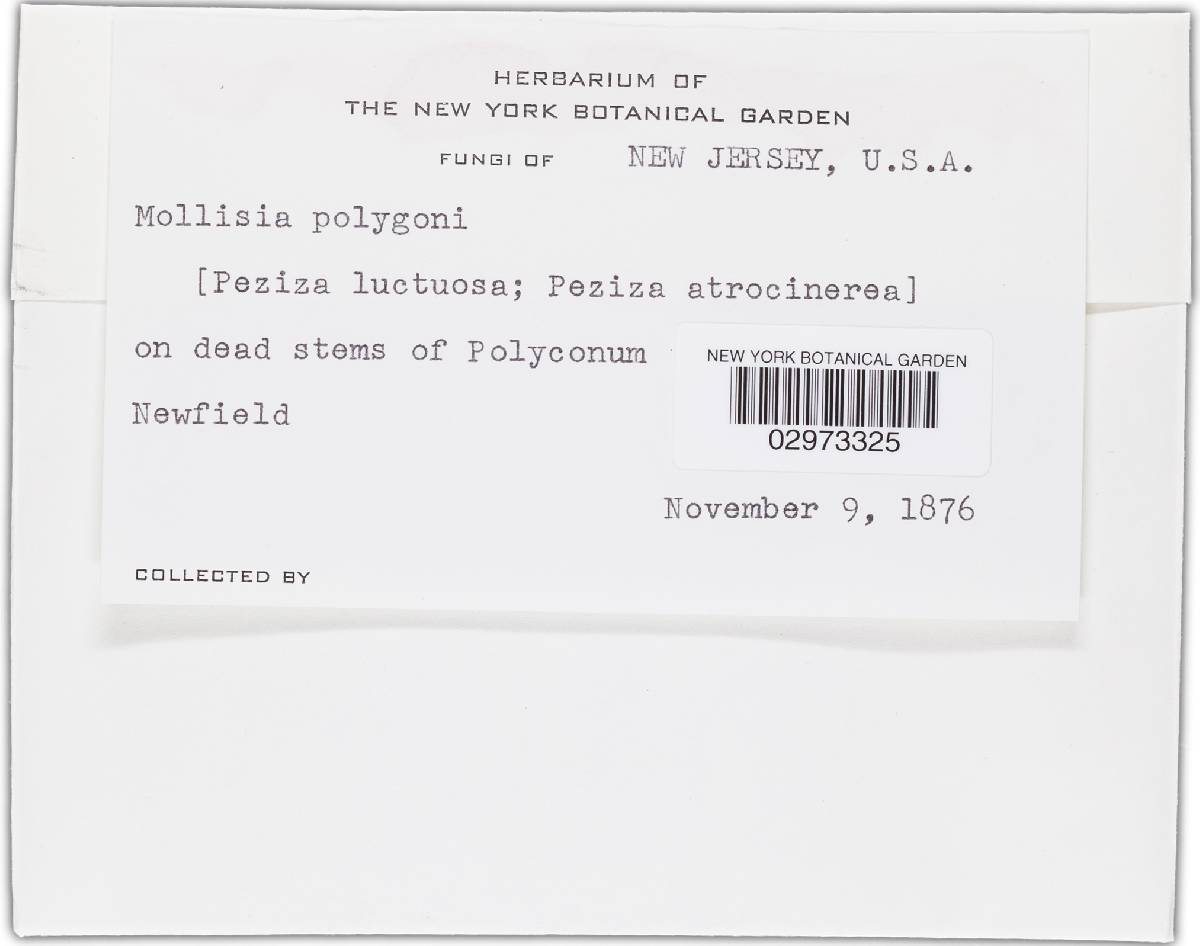 HERBARIUM OF
THE NEW YORK BOTANICAL GARDEN
FUNGI OF NEW JERSEY, U.S.A.
Mollisia polygoni
[Peziza luctuosa; Peziza atrocinerea]
on dead stems of Polyconum
Newfield
NEW YORK BOTANICAL GARDEN
02973325
November 9, 1876
COLLECTED BY